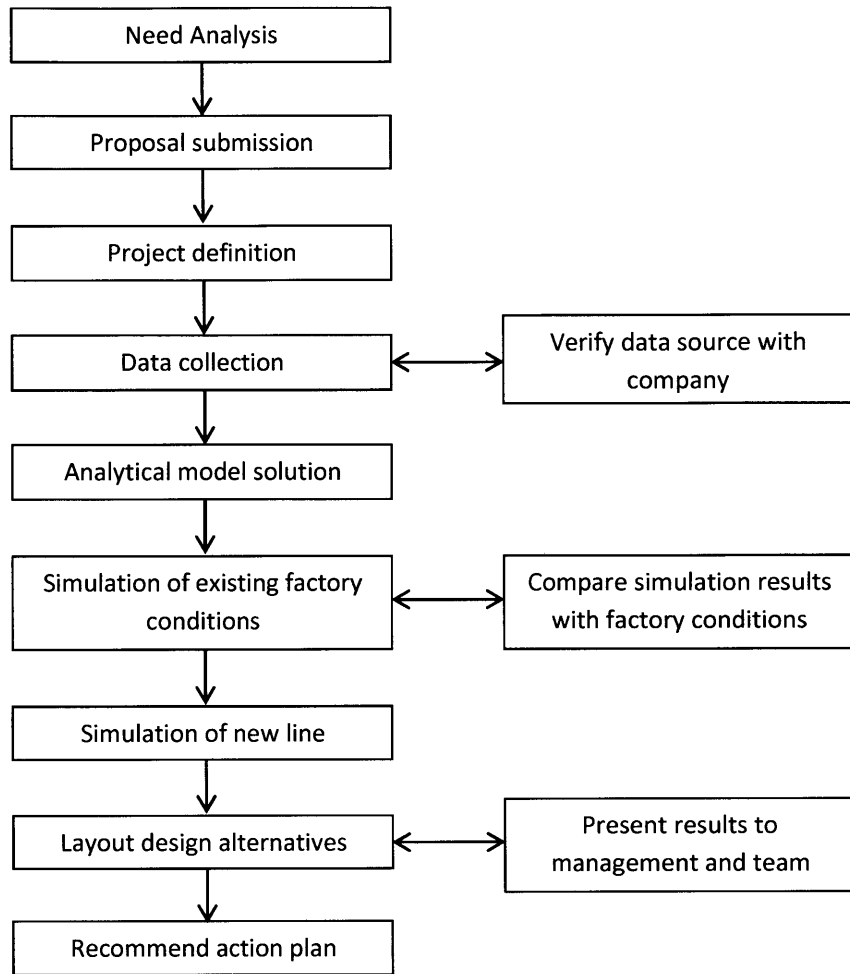 Need Analysis
Proposal submission
Project definition
Data collection
Verify data source with
company
Analytical model solution
Simulation of existing factory
conditions
Compare simulation results
with factory conditions
Simulation of new line
Layout design alternatives
Present results to
management and team
Recommend action plan